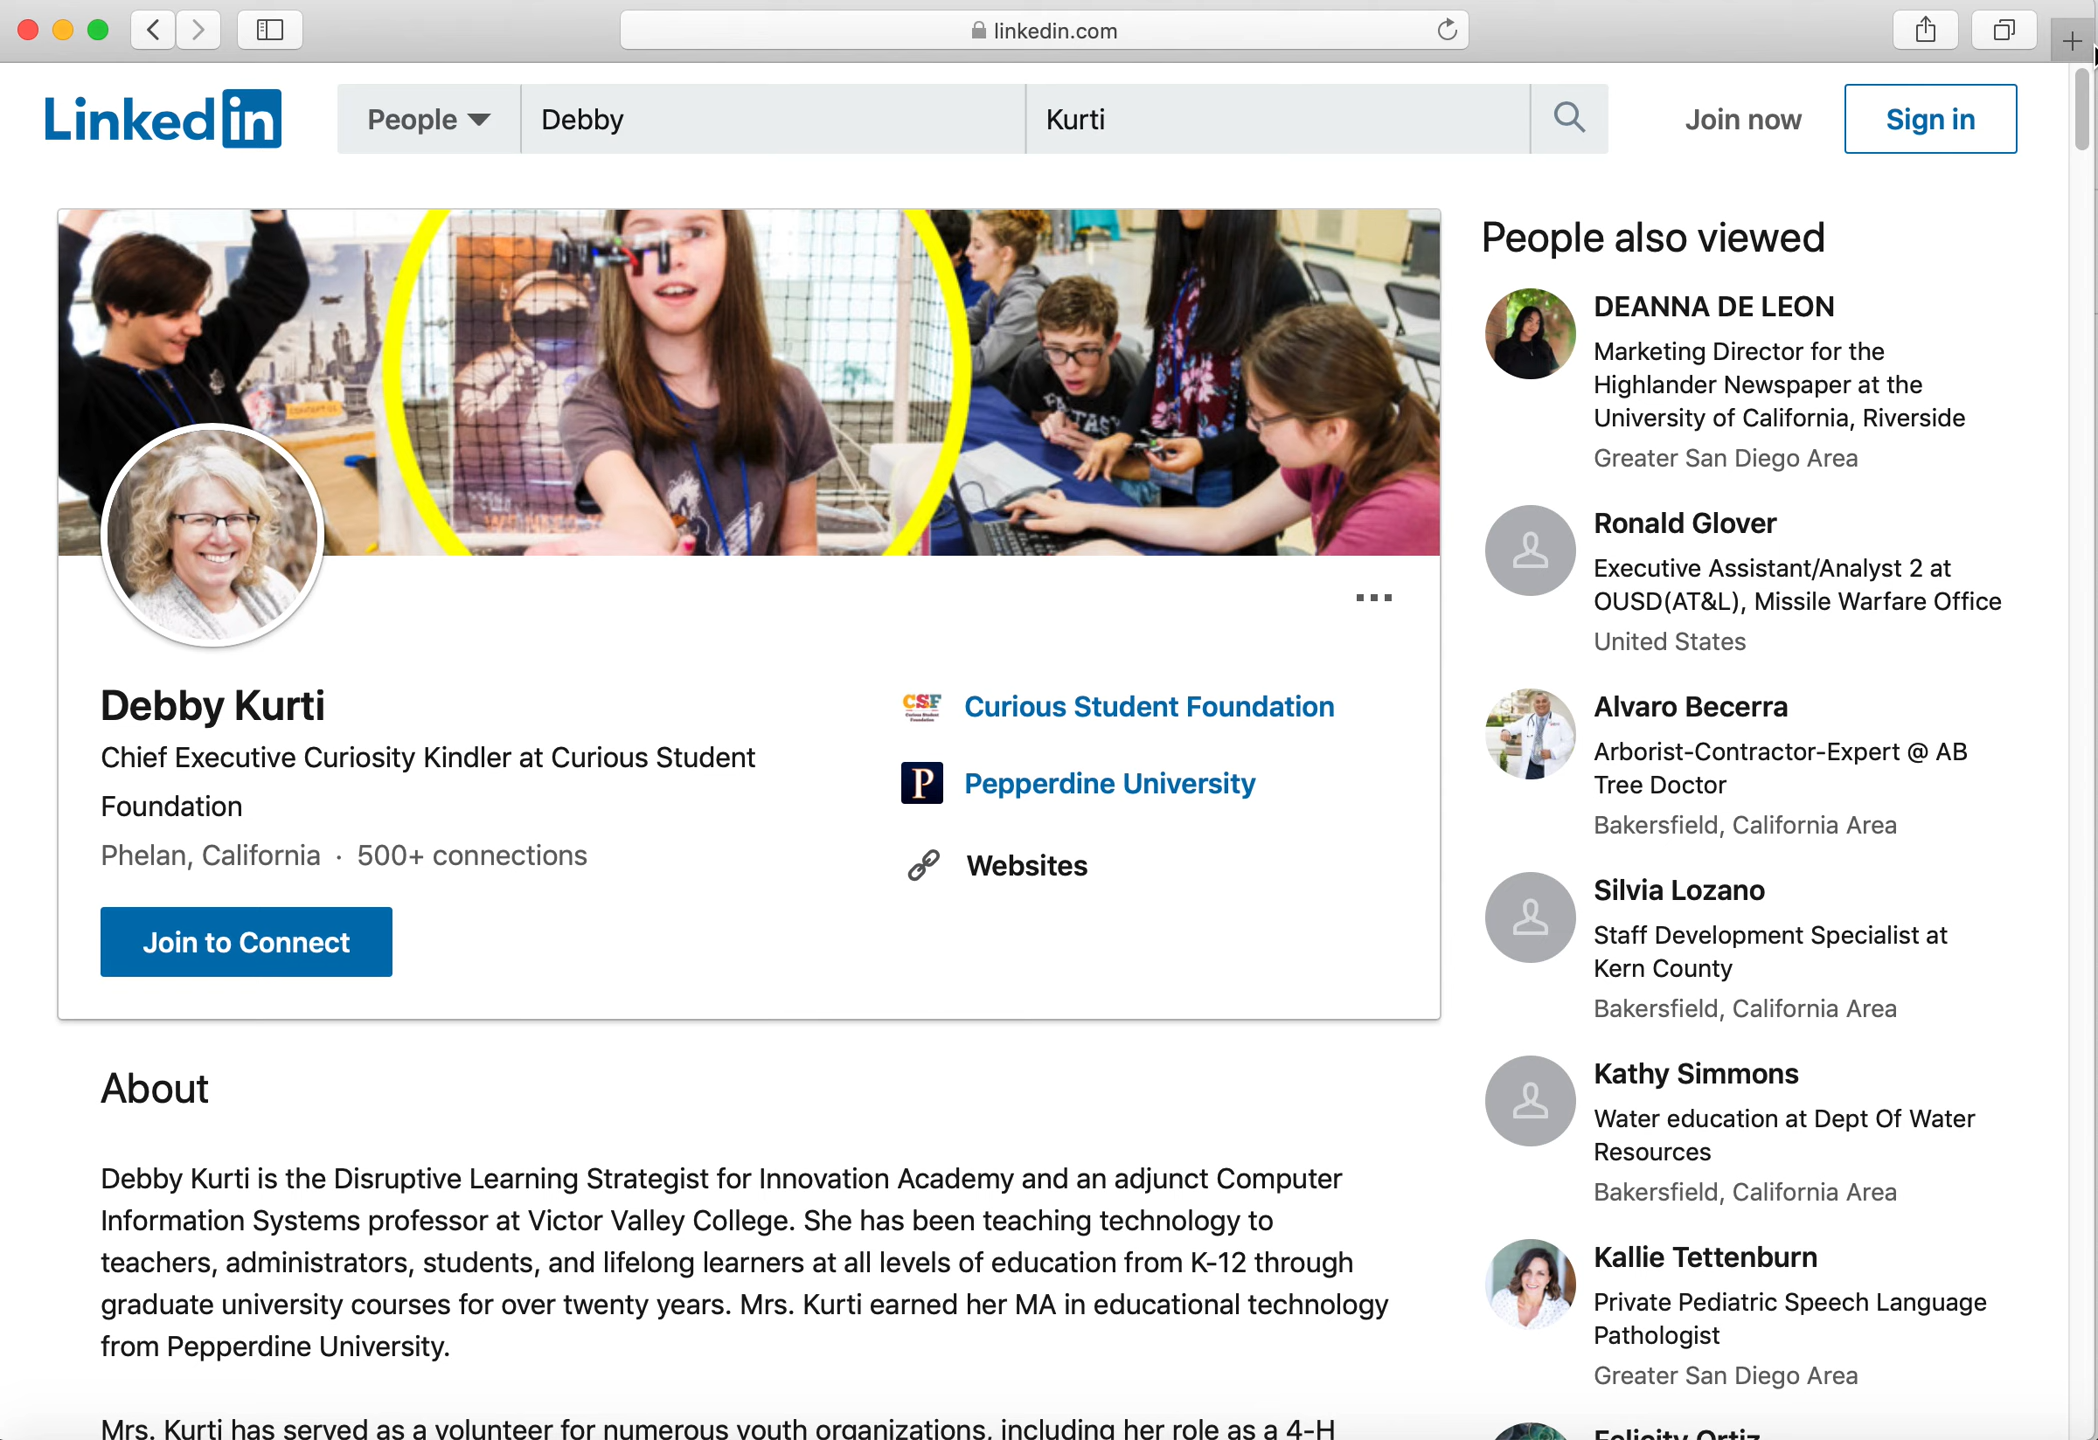 linkedin.com
Linked in
People
Debby
Kurti
Join now
Sign in
Debby Kurti
Chief Executive Curiosity Kindler at Curious Student
Foundation
Phelan, California · 500+ connections
Join to Connect
CSF
Curious Student
Foundation
Curious Student Foundation
P
Pepperdine University
Websites
About
Debby Kurti is the Disruptive Learning Strategist for Innovation Academy and an adjunct Computer
Information Systems professor at Victor Valley College. She has been teaching technology to
teachers, administrators, students, and lifelong learners at all levels of education from K-12 through
graduate university courses for over twenty years. Mrs. Kurti earned her MA in educational technology
from Pepperdine University.
Mrs. Kurti has served as a volunteer for numerous youth organizations, including her role as a 4-H
People also viewed
DEANNA DE LEON
Marketing Director for the
Highlander Newspaper at the
University of California, Riverside
Greater San Diego Area
Ronald Glover
Executive Assistant/Analyst 2 at
OUSD(AT&L), Missile Warfare Office
United States
Alvaro Becerra
Arborist-Contractor-Expert @ AB
Tree Doctor
Bakersfield, California Area
Silvia Lozano
Staff Development Specialist at
Kern County
Bakersfield, California Area
Kathy Simmons
Water education at Dept Of Water
Resources
Bakersfield, California Area
Kallie Tettenburn
Private Pediatric Speech Language
Pathologist
Greater San Diego Area
Felicity Ortiz